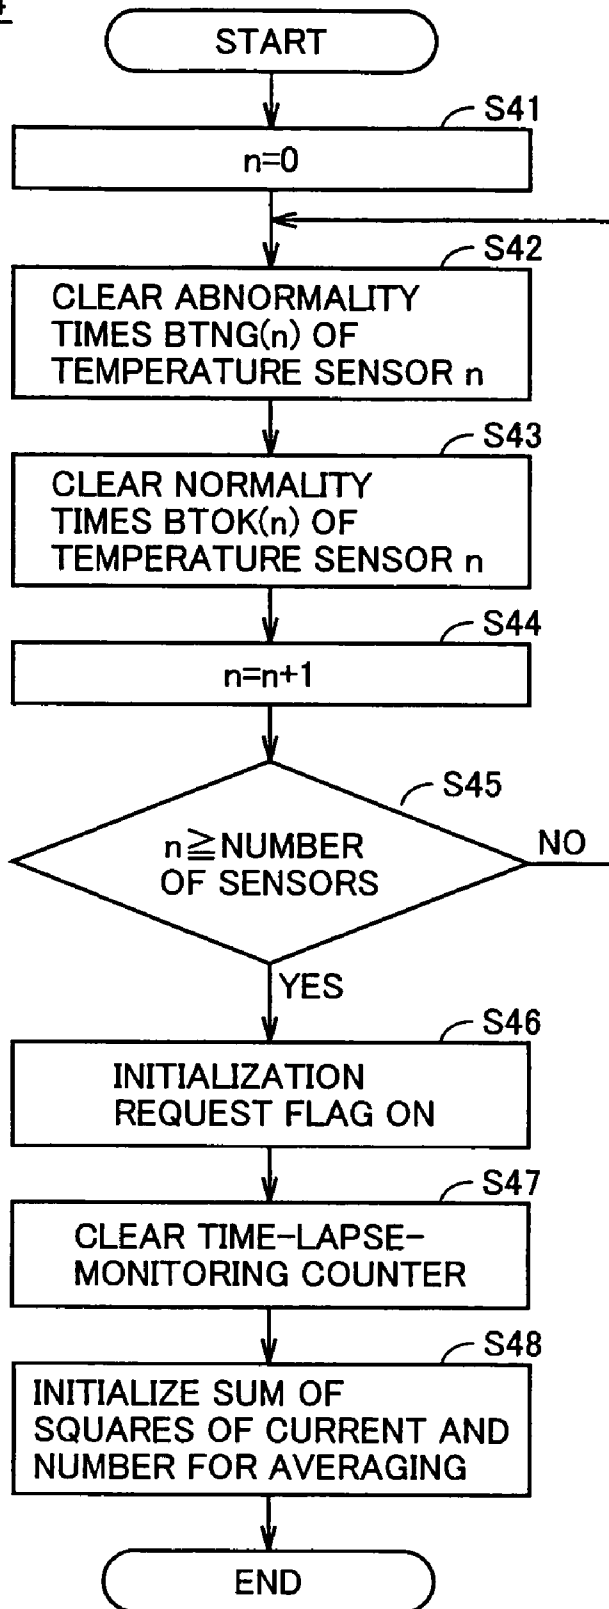 START
S41
n=0
S42
CLEAR ABNORMALITY
TIMES BTNG(n) OF
TEMPERATURE SENSOR n
S43
CLEAR NORMALITY
TIMES BTOK(n) OF
TEMPERATURE SENSOR n
S44
n=n+1
S45
n≧NUMBER
OF SENSORS
NO
YES
S46
INITIALIZATION
REQUEST FLAG ON
S47
CLEAR TIME-LAPSE-
MONITORING COUNTER
S48
INITIALIZE SUM OF
SQUARES OF CURRENT AND
NUMBER FOR AVERAGING
END